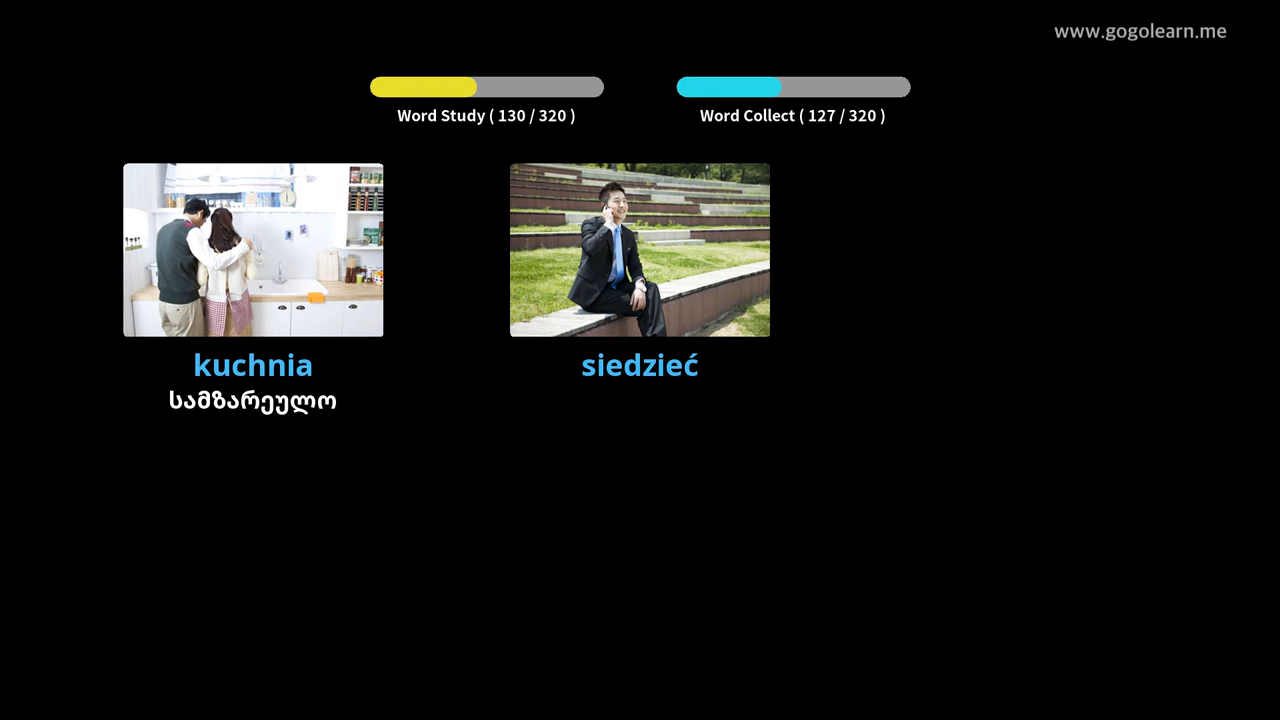 www.gogolearn.me
Word Study ( 130 / 320 )
Word Collect ( 127 / 320 )
kuchnia
სამზარეულო
siedzieć